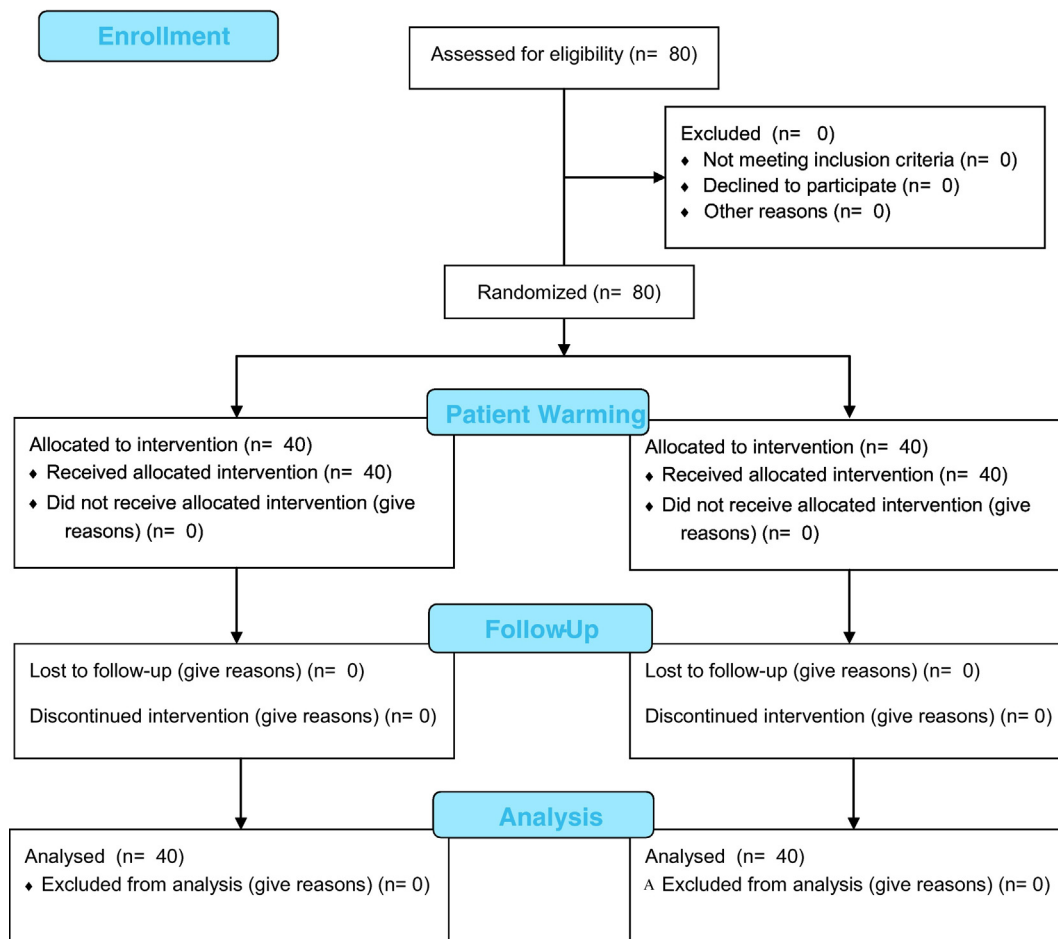 Enrollment
Assessed for eligibility (n= 80)
Excluded (n= 0)
♦ Not meeting inclusion criteria (n= 0)
♦ Declined to participate (n= 0)
♦ Other reasons (n= 0)
Randomized (n= 80)
Patient Warming
Allocated to intervention (n= 40)
♦ Received allocated intervention (n= 40)
♦ Did not receive allocated intervention (give
reasons) (n= 0)
Allocated to intervention (n= 40)
♦ Received allocated intervention (n= 40)
♦ Did not receive allocated intervention (give
reasons) (n= 0)
Follow-Up
Lost to follow-up (give reasons) (n= 0)
Discontinued intervention (give reasons) (n= 0)
Lost to follow-up (give reasons) (n= 0)
Discontinued intervention (give reasons) (n= 0)
Analysis
Analysed (n= 40)
♦ Excluded from analysis (give reasons) (n= 0)
Analysed (n= 40)
A Excluded from analysis (give reasons) (n= 0)